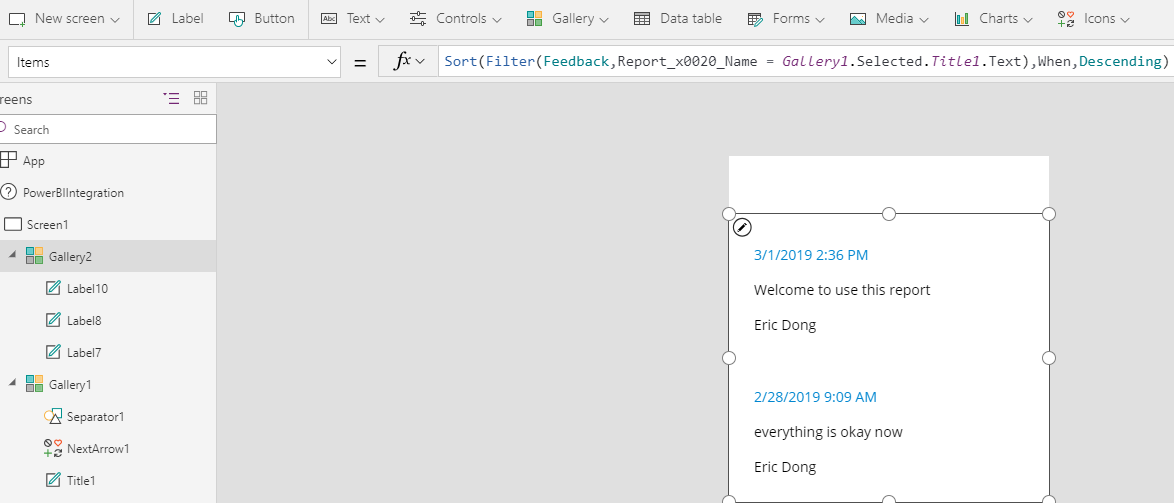 New screen Label Button Abc Text Controls Gallery Data table Forms Media Charts Icons
Items = fx Sort(Filter(Feedback,Report_x0020_Name = Gallery1.Selected.Title1.Text),When,Descending)
reens
Search
App
PowerBIIntegration
Screen1
Gallery2
Label10
Label8
Label7
Gallery1
Separator1
NextArrow1
Title1
3/1/2019 2:36 PM
Welcome to use this report
Eric Dong
2/28/2019 9:09 AM
everything is okay now
Eric Dong